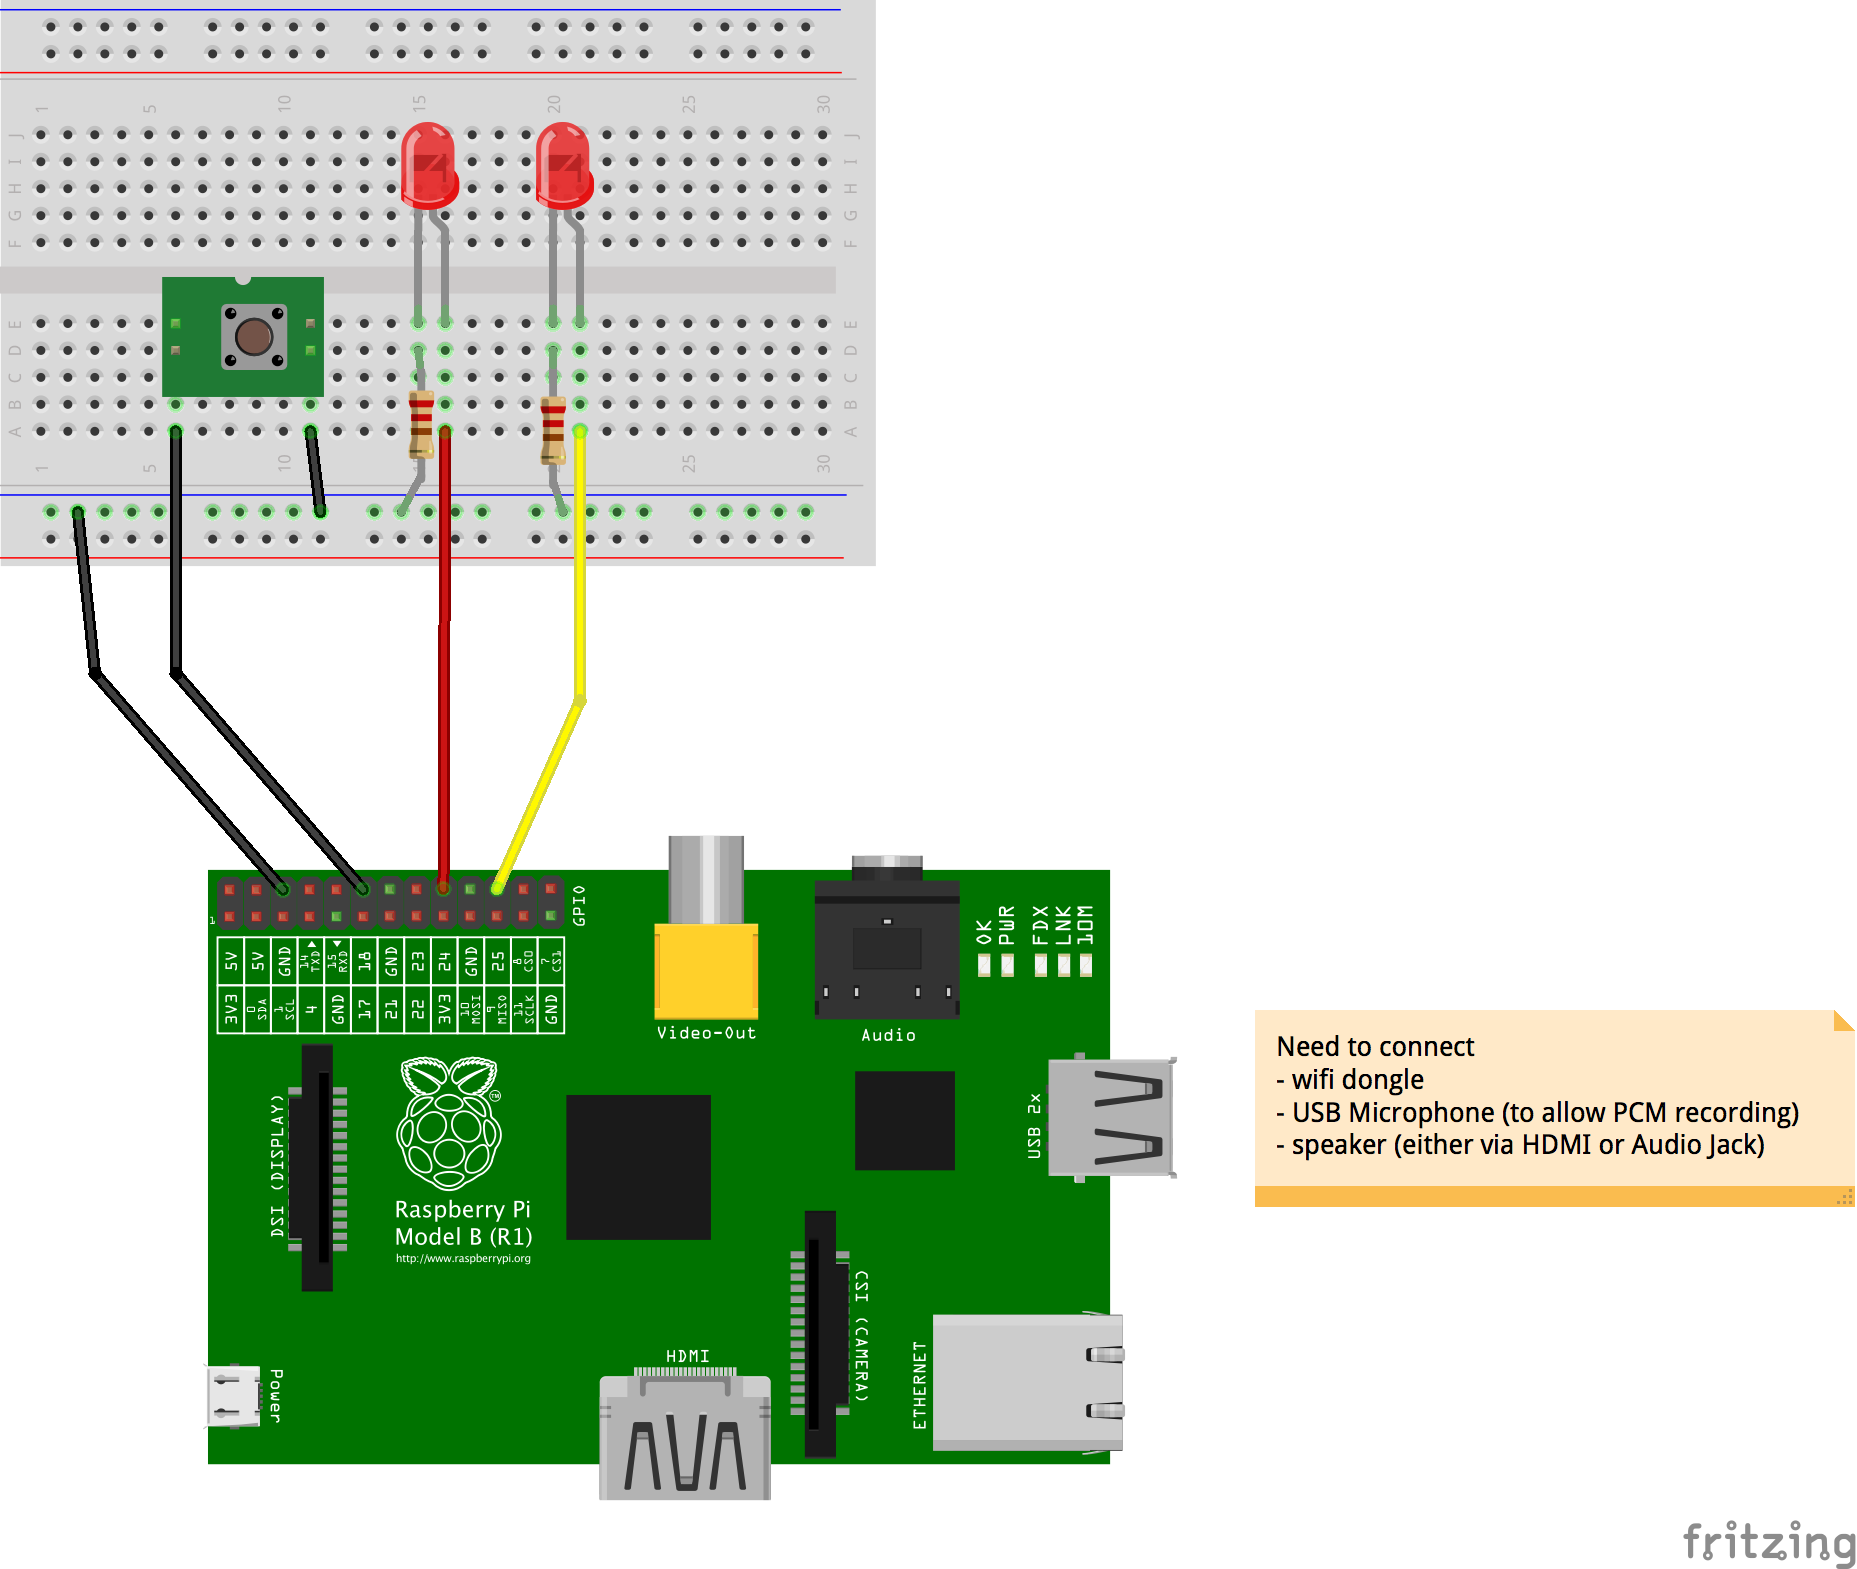 1 5 10 15 20 25 30
J J
I I
H H
G G
F F
E E
D D
C C
B B
A A
1 5 10 25 30
1
GPIO
5V 5V GND 14 TXD 15 RXD 18 GND 23 24 GND 25 8 CS0 7 CS1
3V3 0 SDA 1 SCL 4 GND 17 21 22 3V3 10 MOSI 9 MISO 11 SCLK GND
Video-Out
Audio
OK PWR FDX LNK 10M
USB 2x
DSI (DISPLAY)
TM
Raspberry Pi
Model B (R1)
http://www.raspberrypi.org
CSI (CAMERA)
ETHERNET
HDMI
Power
Need to connect
- wifi dongle
- USB Microphone (to allow PCM recording)
- speaker (either via HDMI or Audio Jack)
fritzing